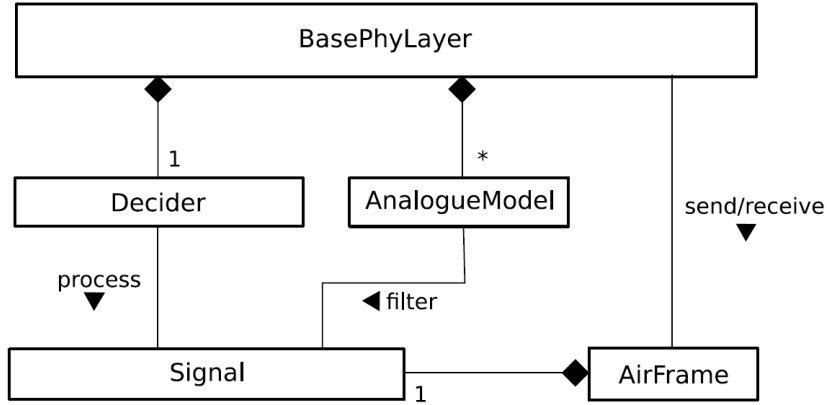 BasePhyLayer
1
*
Decider
AnalogueModel
send/receive
process
filter
Signal
1
AirFrame